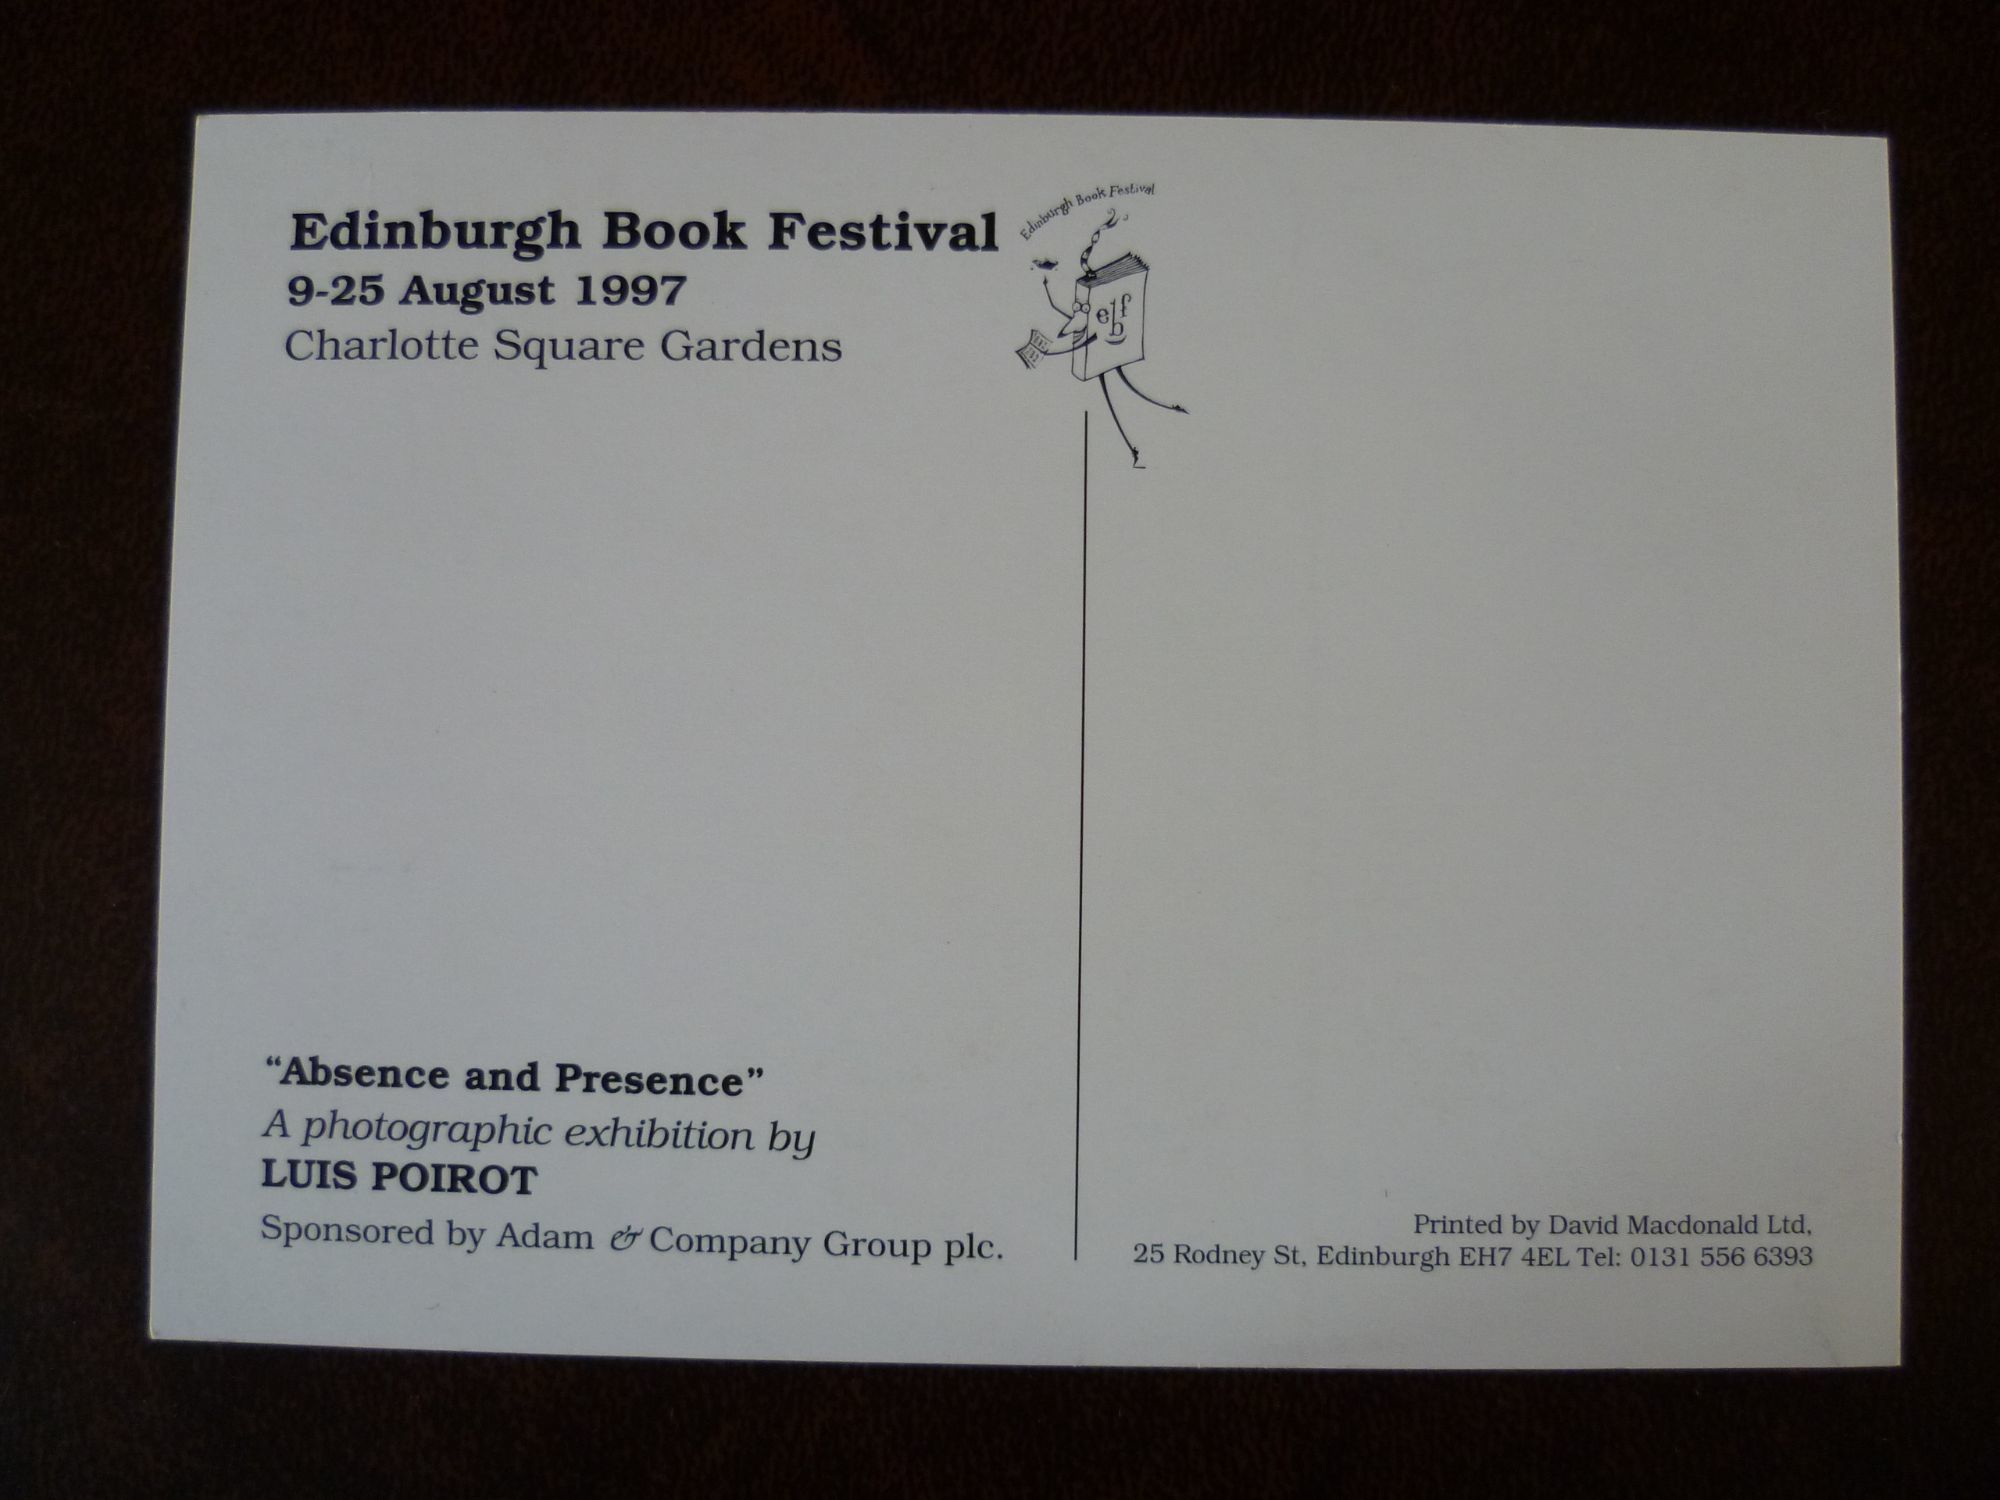 Edinburgh Book Festival
9-25 August 1997
Charlotte Square Gardens
Edinburgh Book Festival
ebf
"Absence and Presence"
A photographic exhibition by
LUIS POIROT
Sponsored by Adam & Company Group plc.
Printed by David Macdonald Ltd,
25 Rodney St, Edinburgh EH7 4EL Tel: 0131 556 6393